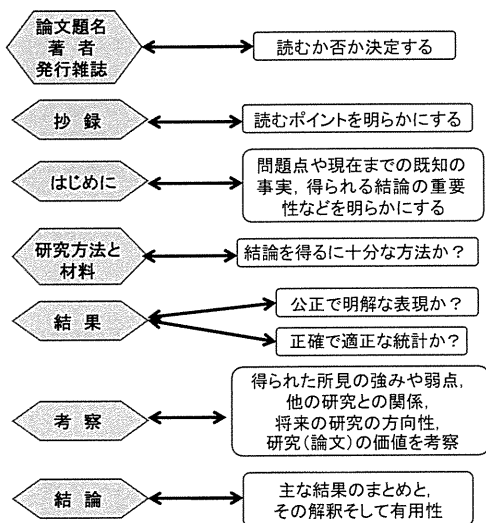 論文題名
著 者
発行雑誌
読むか否か決定する
抄 録
読むポイントを明らかにする
はじめに
問題点や現在までの既知の
事実,得られる結論の重要
性などを明らかにする
研究方法と
材料
結論を得るに十分な方法か?
結 果
公正で明解な表現か?
正確で適正な統計か?
考 察
得られた所見の強みや弱点,
他の研究との関係,
将来の研究の方向性,
研究(論文)の価値を考察
結 論
主な結果のまとめと,
その解釈そして有用性